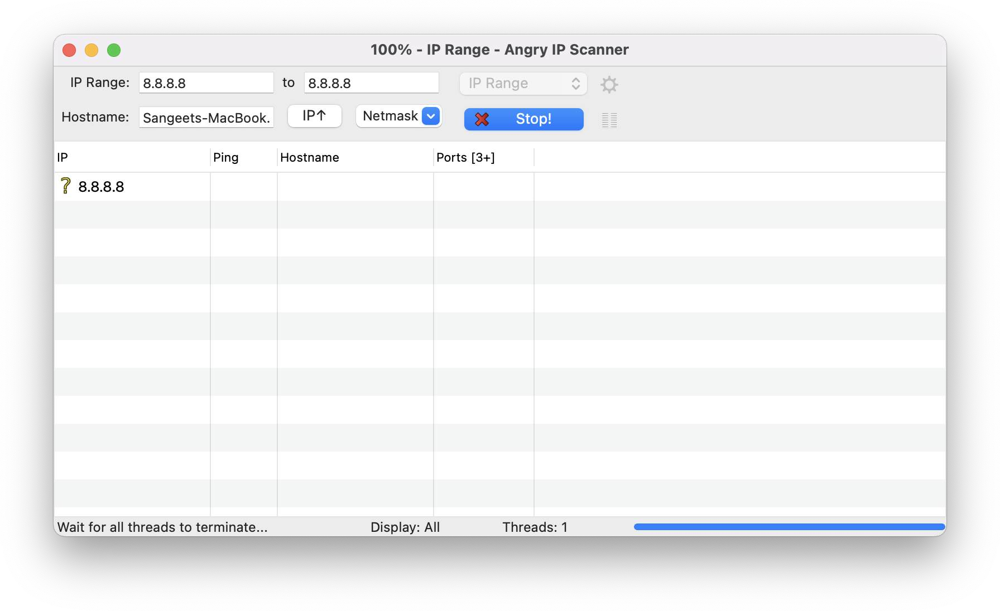 100% - IP Range - Angry IP Scanner
IP Range: 8.8.8.8 to 8.8.8.8 IP Range
Hostname: Sangeets-MacBook. IP↑ Netmask Stop!
IP Ping Hostname Ports [3+]
? 8.8.8.8
Wait for all threads to terminate... Display: All Threads: 1